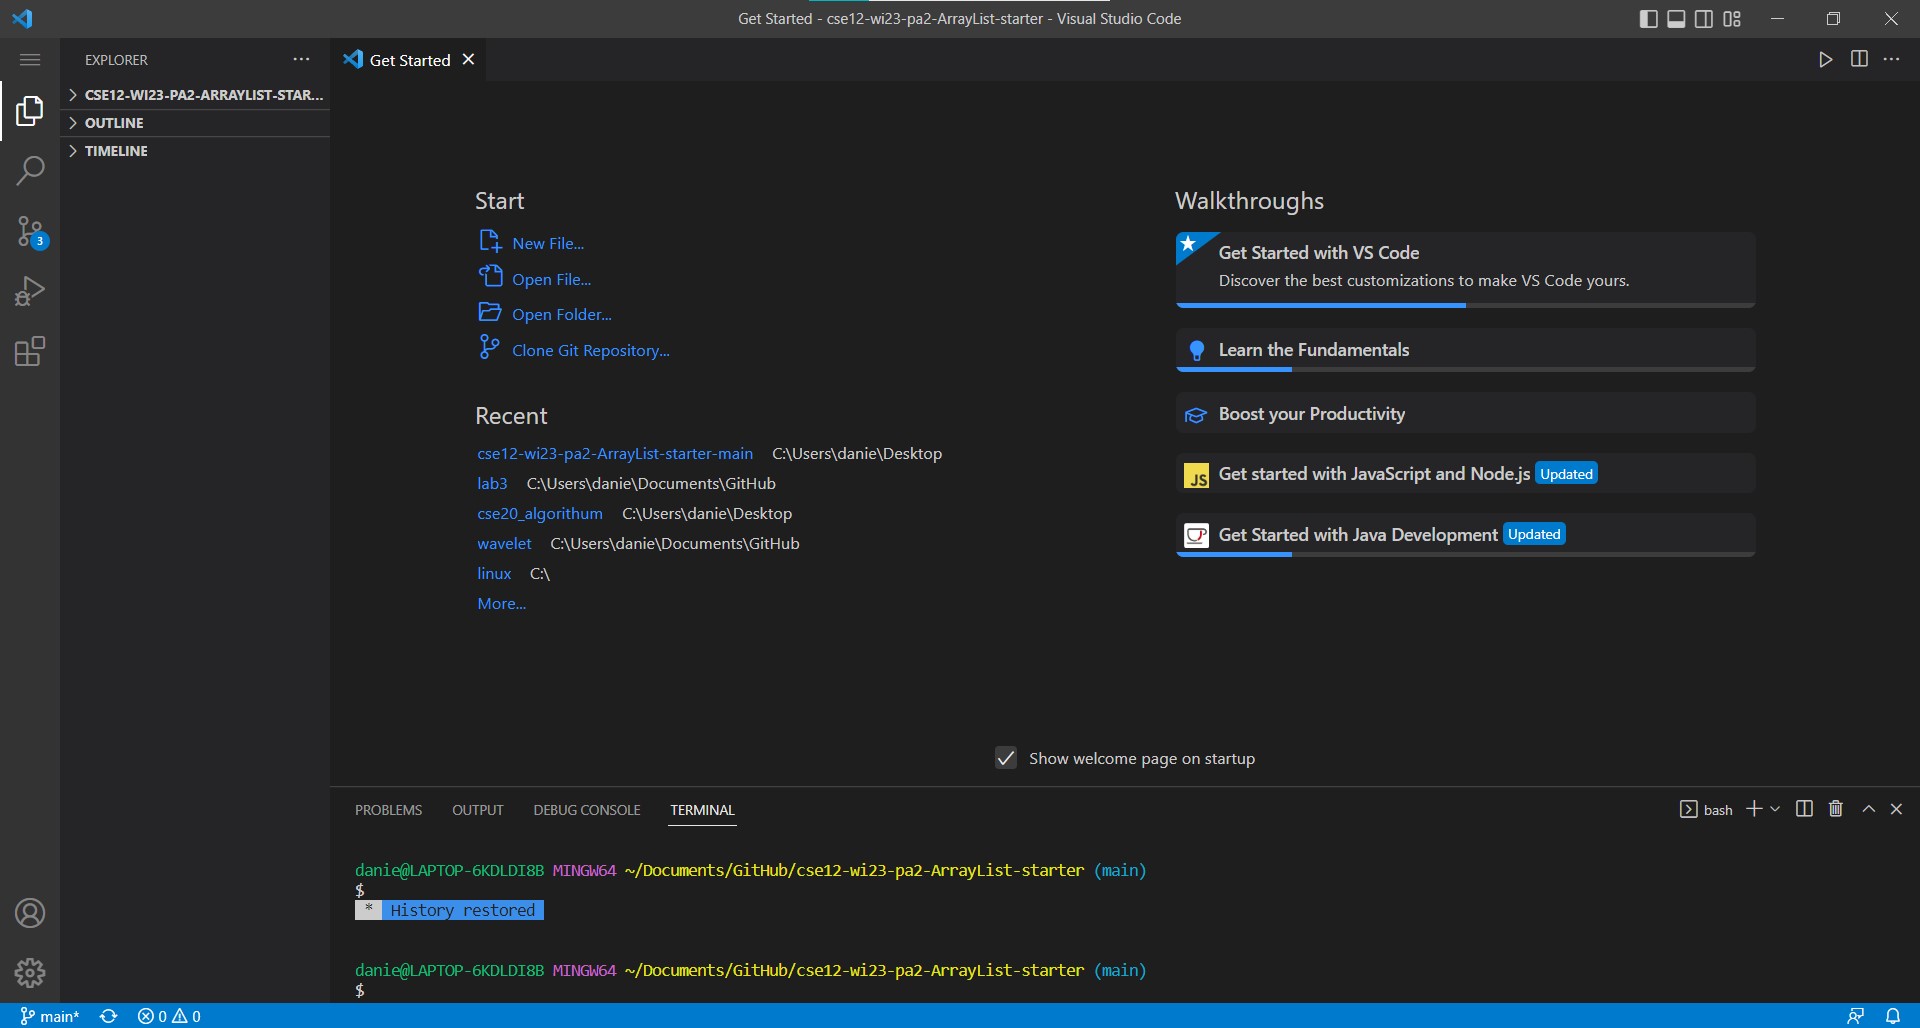 Get Started - cse12-wi23-pa2-ArrayList-starter - Visual Studio Code
EXPLORER
CSE12-WI23-PA2-ARRAYLIST-STAR...
OUTLINE
TIMELINE
3
Get Started
Start
New File...
Open File...
Open Folder...
Clone Git Repository...
Recent
cse12-wi23-pa2-ArrayList-starter-main C:\Users\danie\Desktop
lab3 C:\Users\danie\Documents\GitHub
cse20_algorithum C:\Users\danie\Desktop
wavelet C:\Users\danie\Documents\GitHub
linux C:\
More...
Walkthroughs
Get Started with VS Code
Discover the best customizations to make VS Code yours.
Learn the Fundamentals
Boost your Productivity
JS Get started with JavaScript and Node.js Updated
Get Started with Java Development Updated
Show welcome page on startup
PROBLEMS OUTPUT DEBUG CONSOLE TERMINAL
bash
danie@LAPTOP-6KDLDI8B MINGW64 ~/Documents/GitHub/cse12-wi23-pa2-ArrayList-starter (main)
$
* History restored
danie@LAPTOP-6KDLDI8B MINGW64 ~/Documents/GitHub/cse12-wi23-pa2-ArrayList-starter (main)
$
main* 0 0